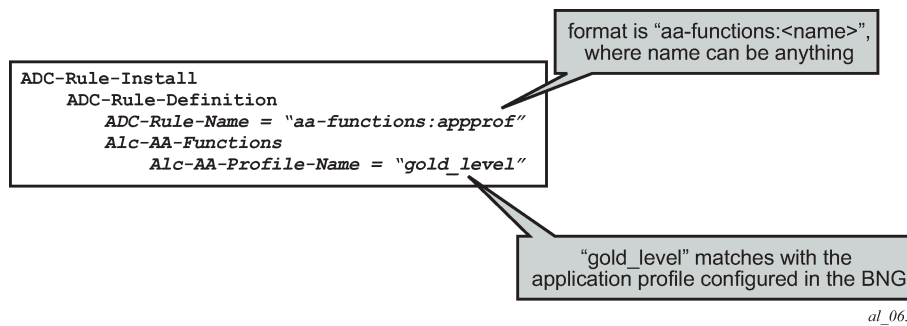 format is “aa-functions:<name>”,
where name can be anything
ADC-Rule-Install
ADC-Rule-Definition
ADC-Rule-Name = “aa-functions:appprof”
Alc-AA-Functions
Alc-AA-Profile-Name = “gold_level”
“gold_level” matches with the
application profile configured in the BNG